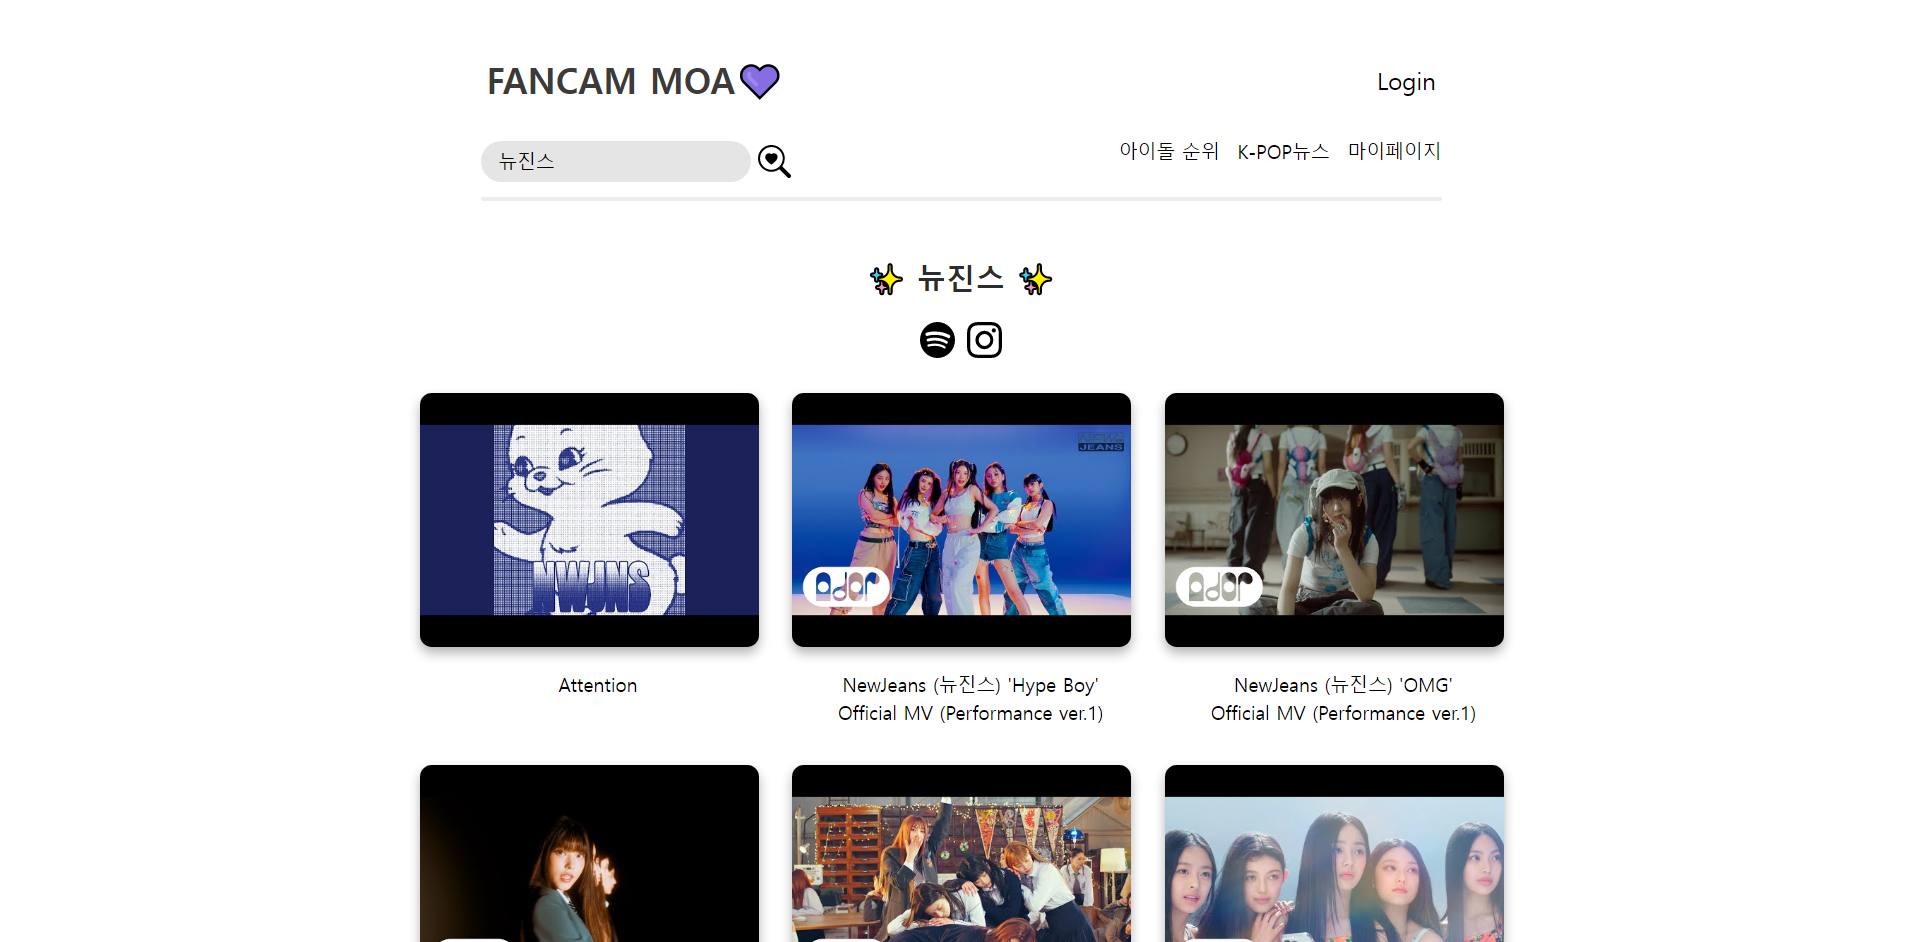 FANCAM MOA
Login
뉴진스
아이돌 순위 K-POP뉴스 마이페이지
뉴진스
NWJNS
JEANS
Ador
Ador
Attention
NewJeans (뉴진스) 'Hype Boy'
Official MV (Performance ver.1)
NewJeans (뉴진스) 'OMG'
Official MV (Performance ver.1)